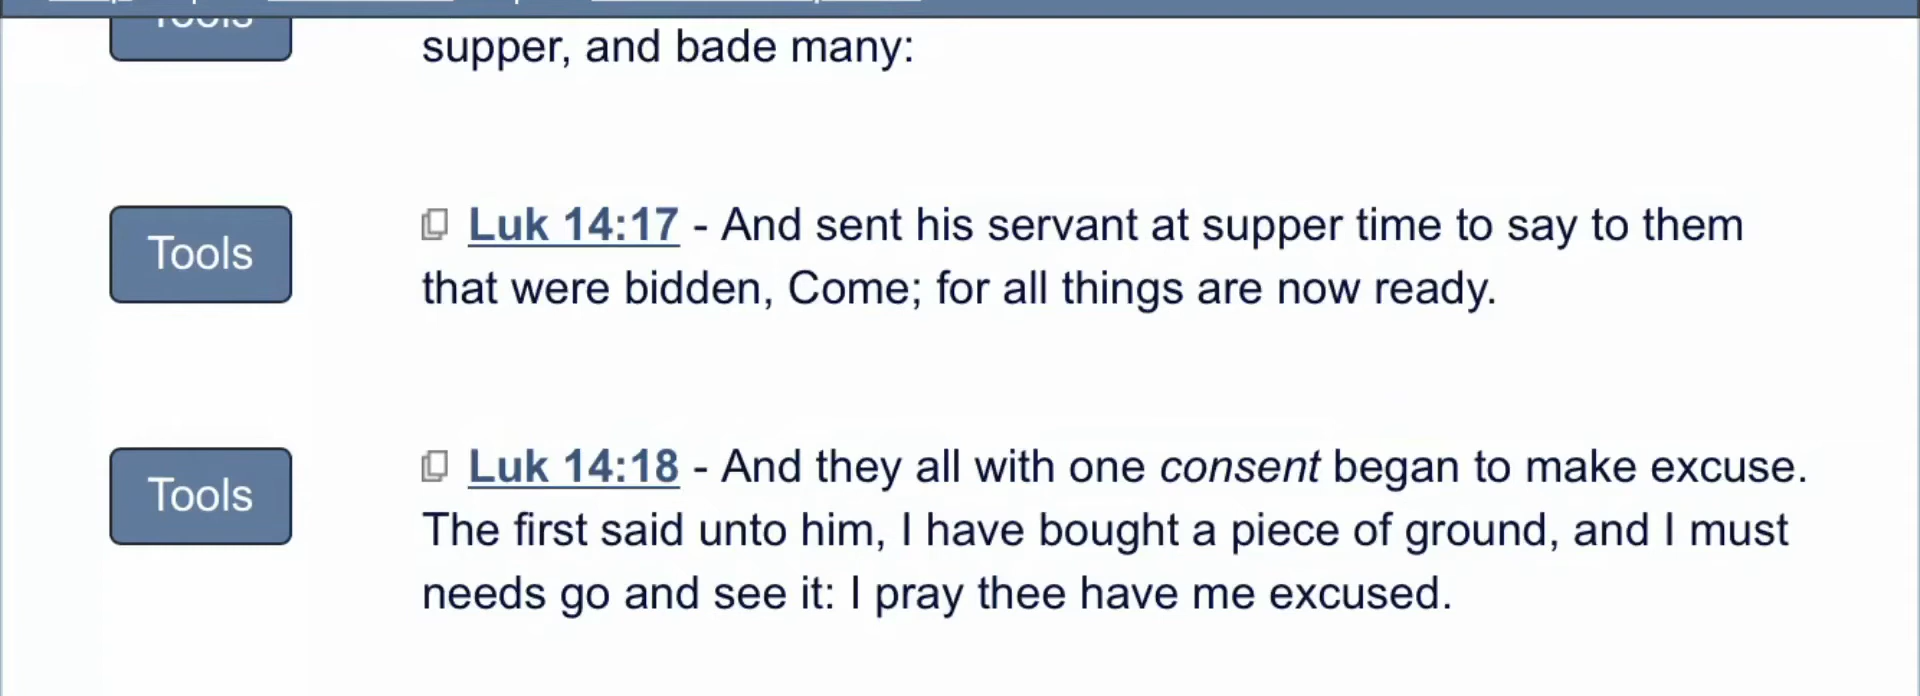 Tools
supper, and bade many:
Tools
Luk 14:17 - And sent his servant at supper time to say to them
that were bidden, Come; for all things are now ready.
Tools
Luk 14:18 - And they all with one consent began to make excuse.
The first said unto him, I have bought a piece of ground, and I must
needs go and see it: I pray thee have me excused.